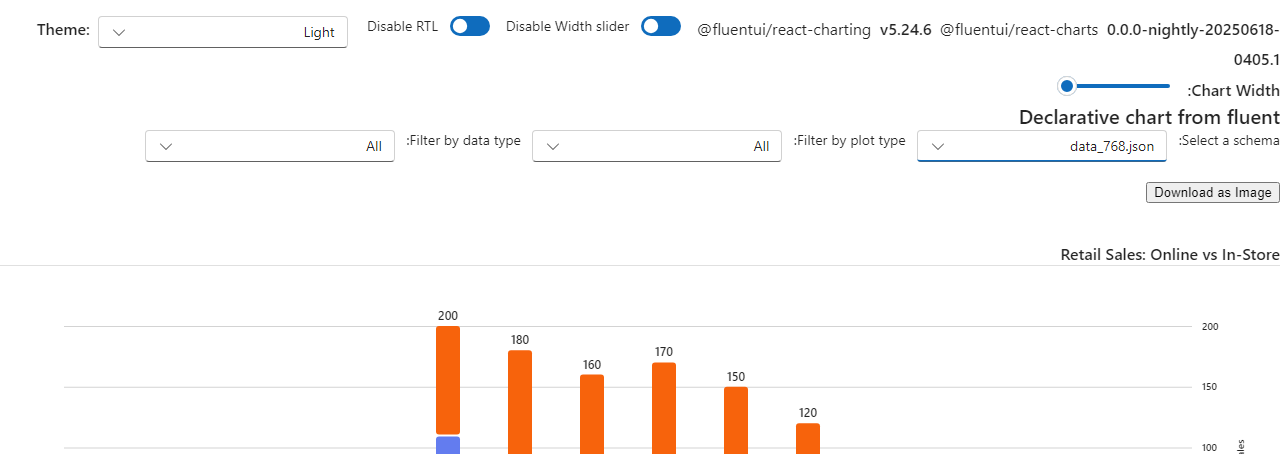 Theme: Light Disable RTL Disable Width slider @fluentui/react-charting v5.24.6 @fluentui/react-charts 0.0.0-nightly-20250618-
0405.1
:Chart Width
Declarative chart from fluent
All :Filter by data type All :Filter by plot type data_768.json :Select a schema
Download as Image
Retail Sales: Online vs In-Store
200
200
180
170
160
150
150
120
100